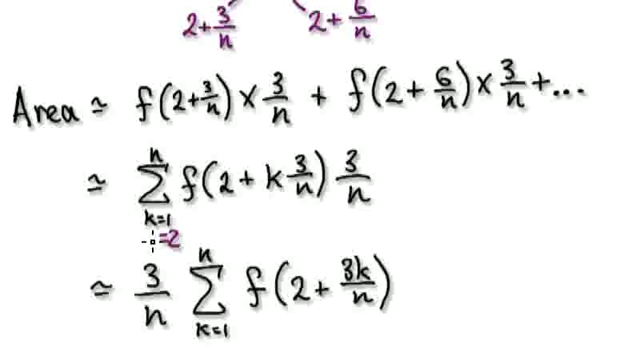 2+3/n 2+6/n
Area ≃ f(2+3/n)×3/n + f(2+6/n)×3/n+...
≃ n∑k=1 f(2+k3/n)3/n
=2
≃ 3/n n∑k=1 f(2+3k/n)